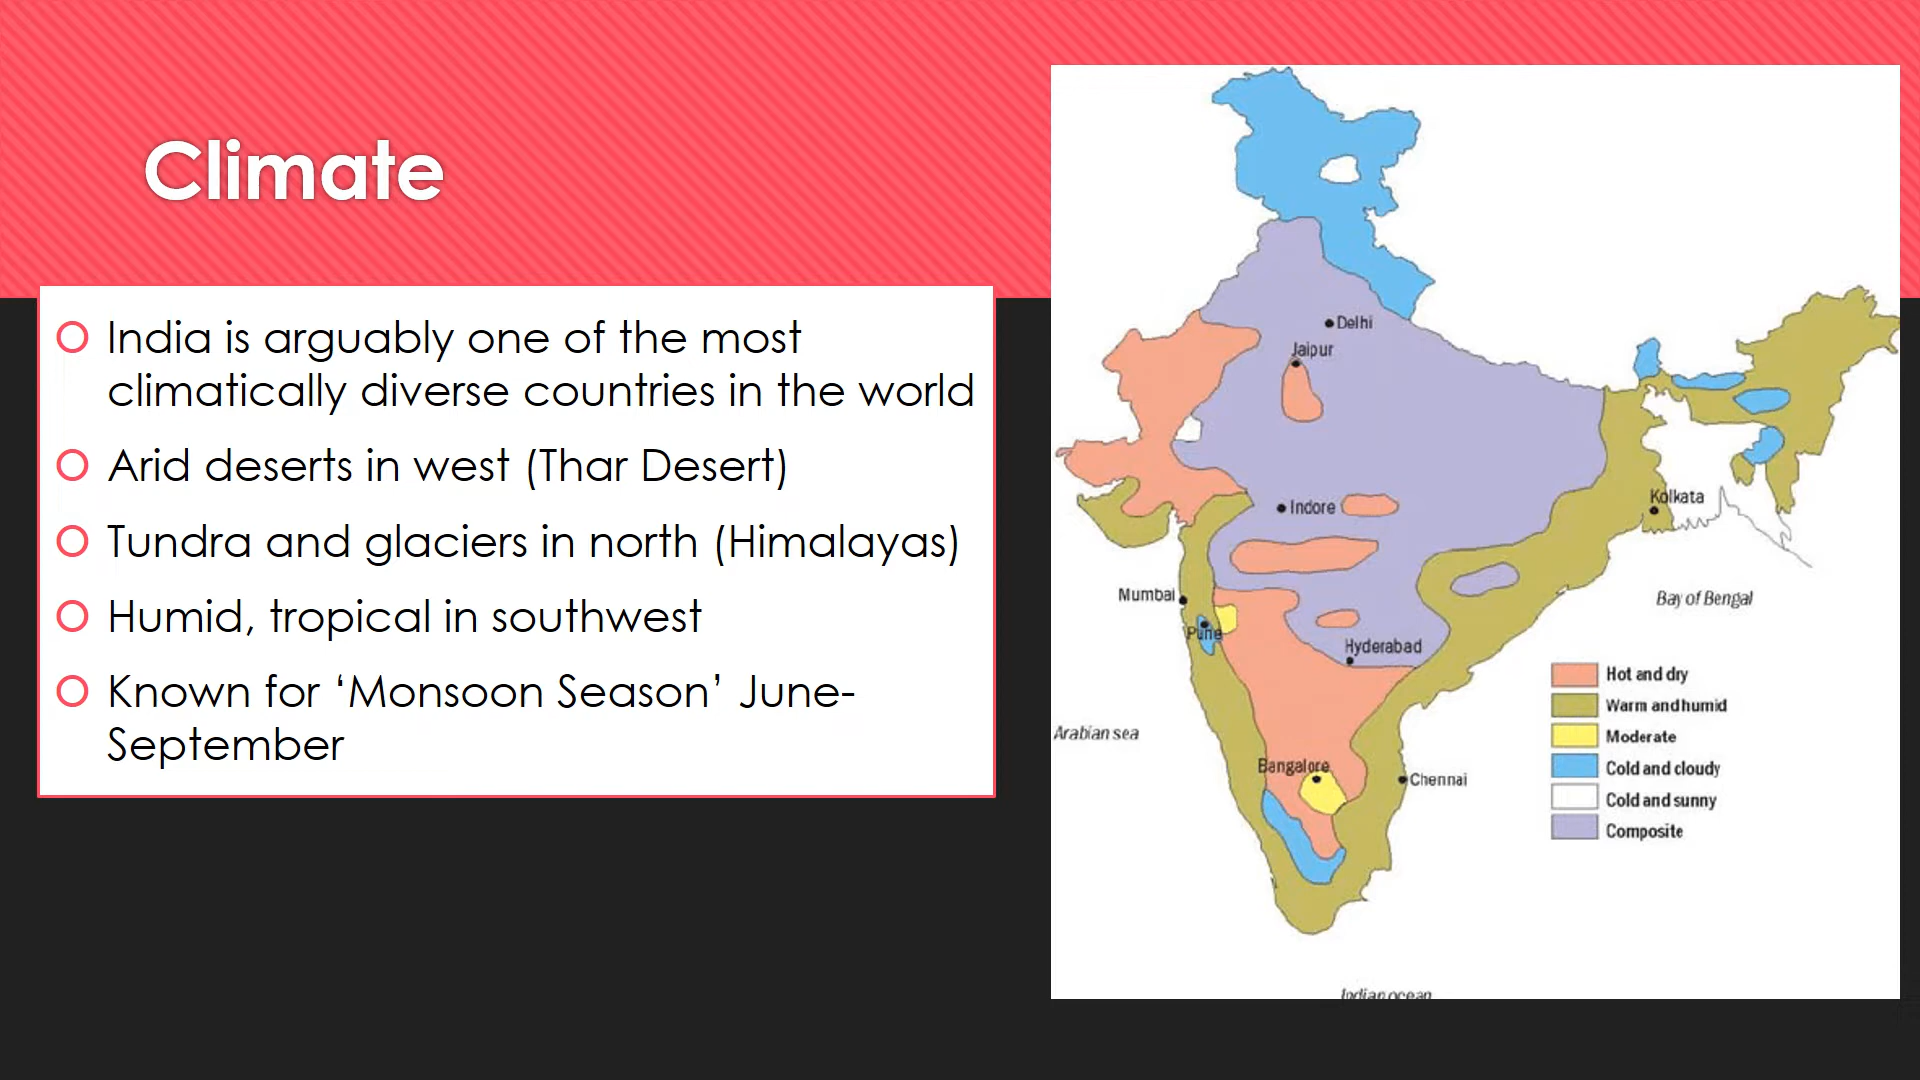 Climate
India is arguably one of the most
climatically diverse countries in the world
Arid deserts in west (Thar Desert)
Tundra and glaciers in north (Himalayas)
Humid, tropical in southwest
Known for ‘Monsoon Season’ June-
September
Delhi
Jaipur
Indore
Kolkata
Mumbai
Pune
Hyderabad
Bay of Bengal
Arabian sea
Bangalore
Chennai
Hot and dry
Warm and humid
Moderate
Cold and cloudy
Cold and sunny
Composite
Indian ocean